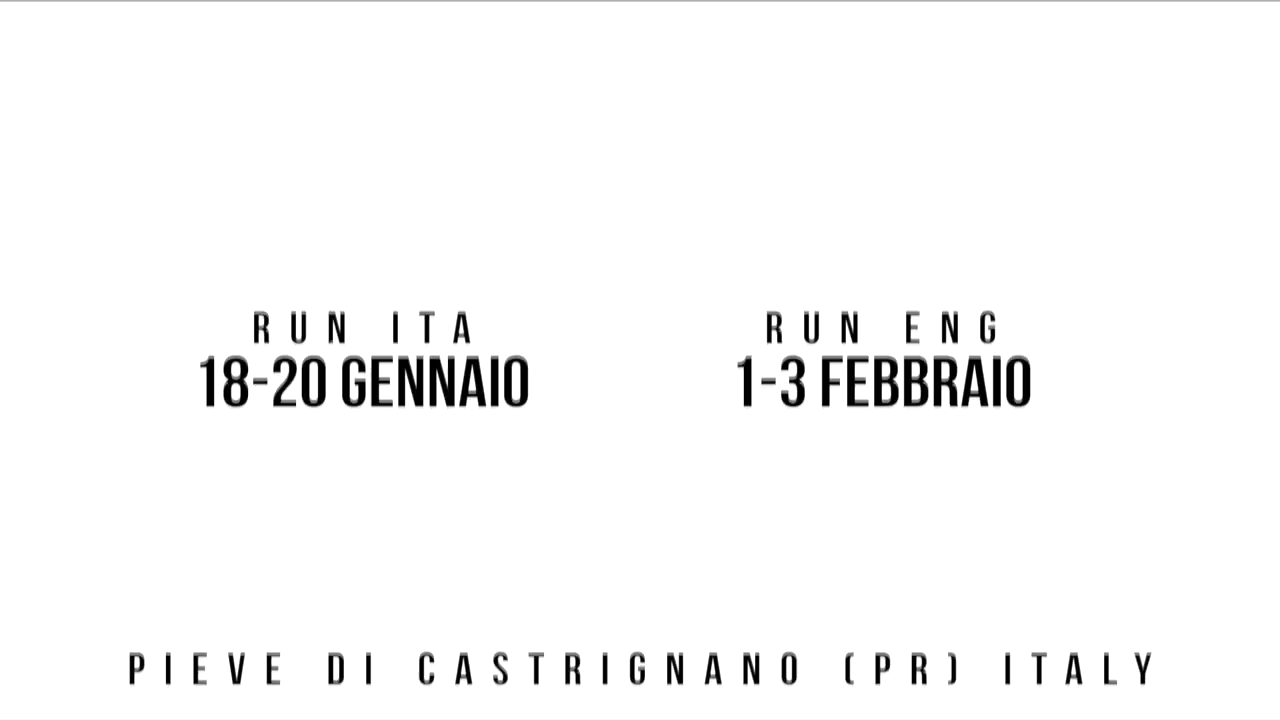 RUN ITA
18-20 GENNAIO
RUN ENG
1-3 FEBBRAIO
PIEVE DI CASTRIGNANO (PR) ITALY